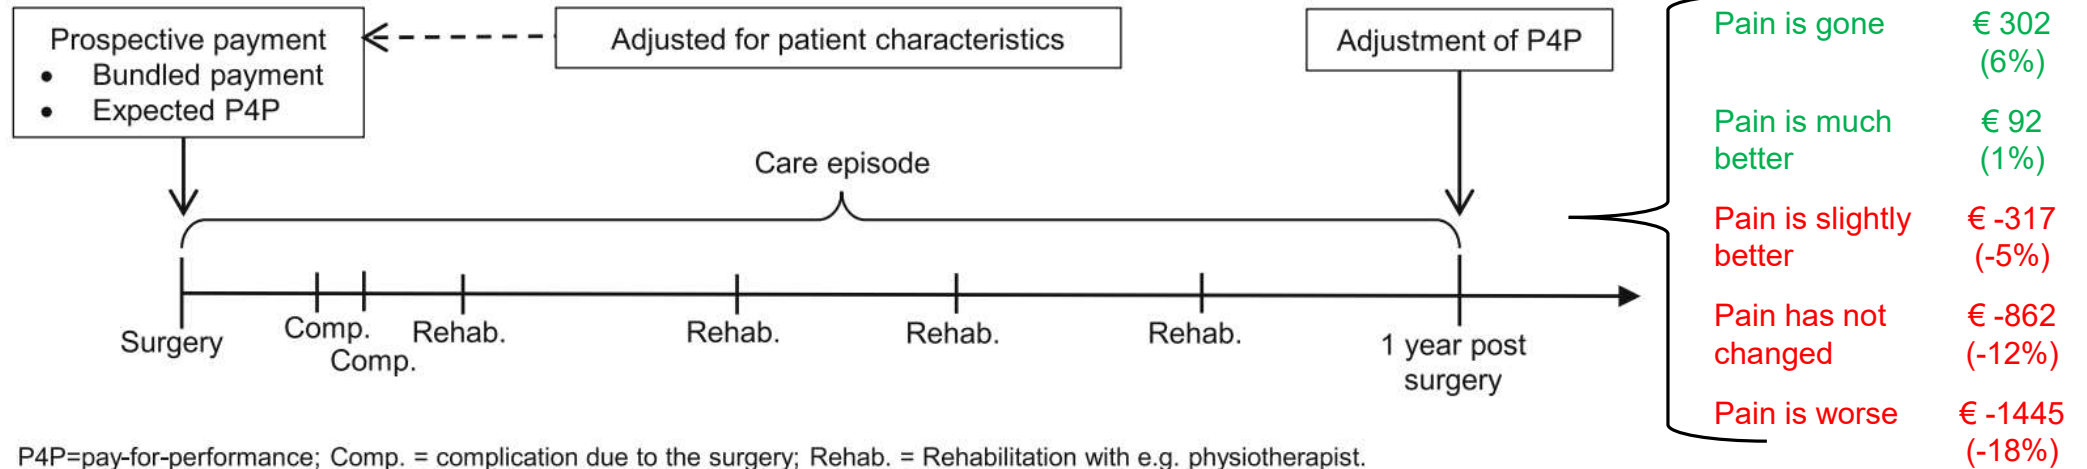 Prospective payment
• Bundled payment
• Expected P4P
Adjusted for patient characteristics
Adjustment of P4P
Care episode
Surgery
Comp.
Comp.
Rehab.
Rehab.
Rehab.
Rehab.
1 year post
surgery
Pain is gone € 302
(6%)
Pain is much € 92
better (1%)
Pain is slightly € -317
better (-5%)
Pain has not € -862
changed (-12%)
Pain is worse € -1445
(-18%)
P4P=pay-for-performance; Comp. = complication due to the surgery; Rehab. = Rehabilitation with e.g. physiotherapist.